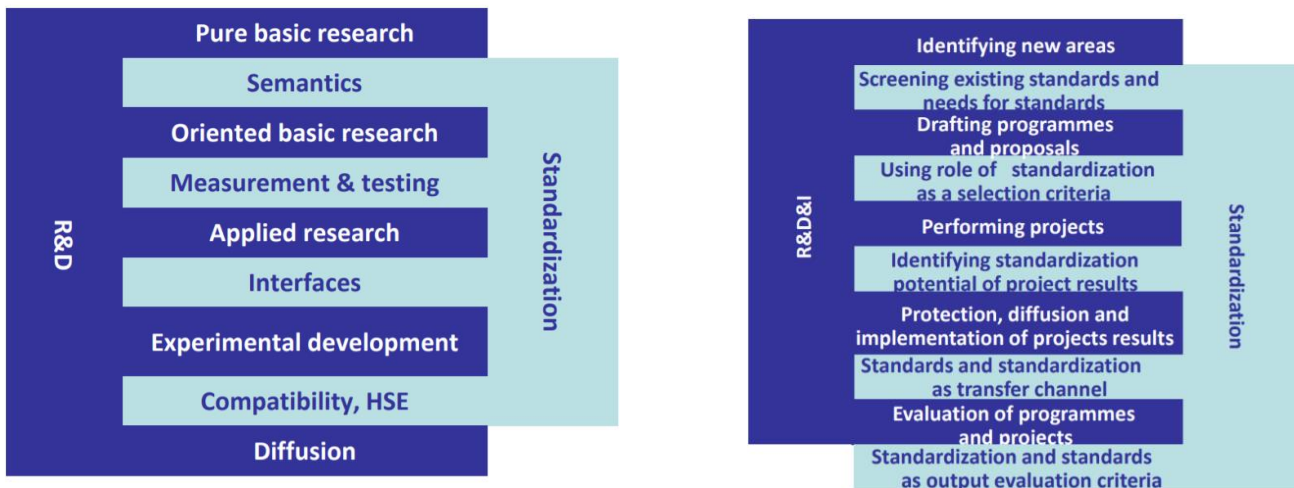 Pure basic research
Semantics
Oriented basic research
Measurement & testing
Applied research
Interfaces
Experimental development
Compatibility, HSE
Diffusion
R&D
Standardization
Identifying new areas
Screening existing standards and
needs for standards
Drafting programmes
and proposals
Using role of standardization
as a selection criteria
Performing projects
Identifying standardization
potential of project results
Protection, diffusion and
implementation of projects results
Standards and standardization
as transfer channel
Evaluation of programmes
and projects
Standardization and standards
as output evaluation criteria
R&D&I
Standardization